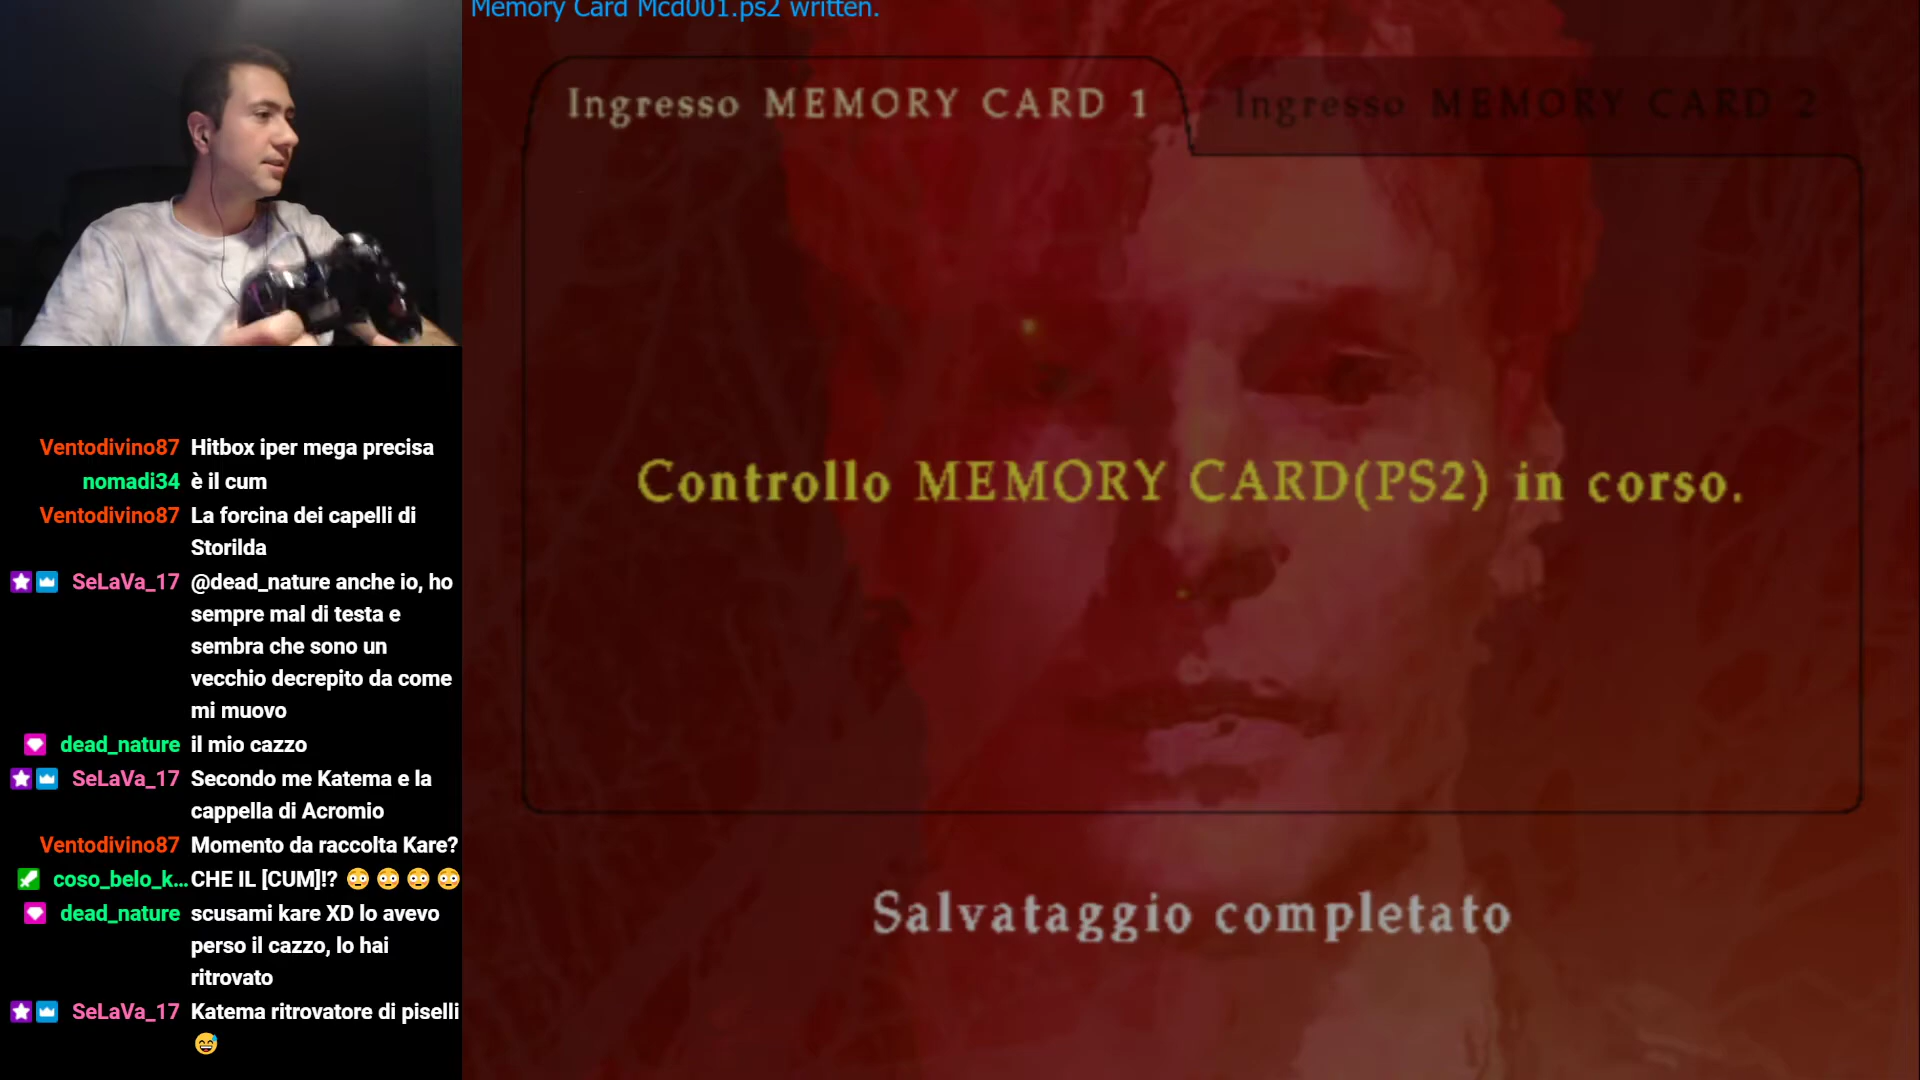 Memory Card Mcd001.ps2 written.
Ingresso MEMORY CARD 1
Ingresso MEMORY CARD 2
Controllo MEMORY CARD(PS2) in corso.
Salvataggio completato
Ventodivino87 Hitbox iper mega precisa
nomadi34 è il cum
Ventodivino87 La forcina dei capelli di
Storilda
SeLaVa_17 @dead_nature anche io, ho
sempre mal di testa e
sembra che sono un
vecchio decrepito da come
mi muovo
dead_nature il mio cazzo
SeLaVa_17 Secondo me Katema e la
cappella di Acromio
Ventodivino87 Momento da raccolta Kare?
coso_belo_k... CHE IL [CUM]!? 😳 😳 😳 😳
dead_nature scusami kare XD lo avevo
perso il cazzo, lo hai
ritrovato
SeLaVa_17 Katema ritrovatore di piselli
😅